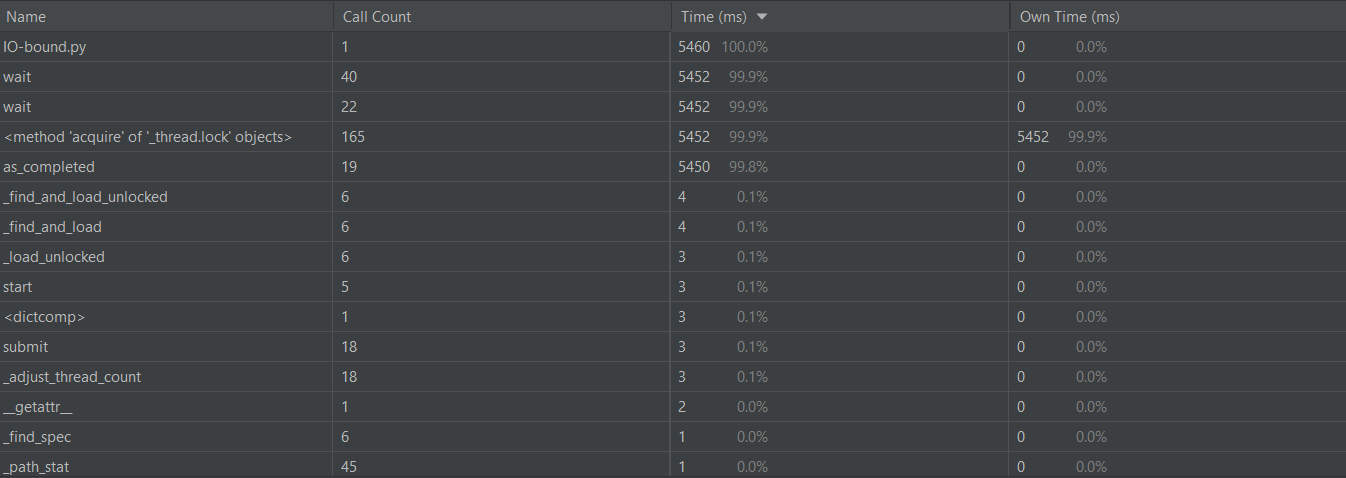 Name Call Count Time (ms) Own Time (ms)
IO-bound.py 1 5460 100.0% 0 0.0%
wait 40 5452 99.9% 0 0.0%
wait 22 5452 99.9% 0 0.0%
<method 'acquire' of '_thread.lock' objects> 165 5452 99.9% 5452 99.9%
as_completed 19 5450 99.8% 0 0.0%
_find_and_load_unlocked 6 4 0.1% 0 0.0%
_find_and_load 6 4 0.1% 0 0.0%
_load_unlocked 6 3 0.1% 0 0.0%
start 5 3 0.1% 0 0.0%
<dictcomp> 1 3 0.1% 0 0.0%
submit 18 3 0.1% 0 0.0%
_adjust_thread_count 18 3 0.1% 0 0.0%
__getattr__ 1 2 0.0% 0 0.0%
_find_spec 6 1 0.0% 0 0.0%
_path_stat 45 1 0.0% 0 0.0%